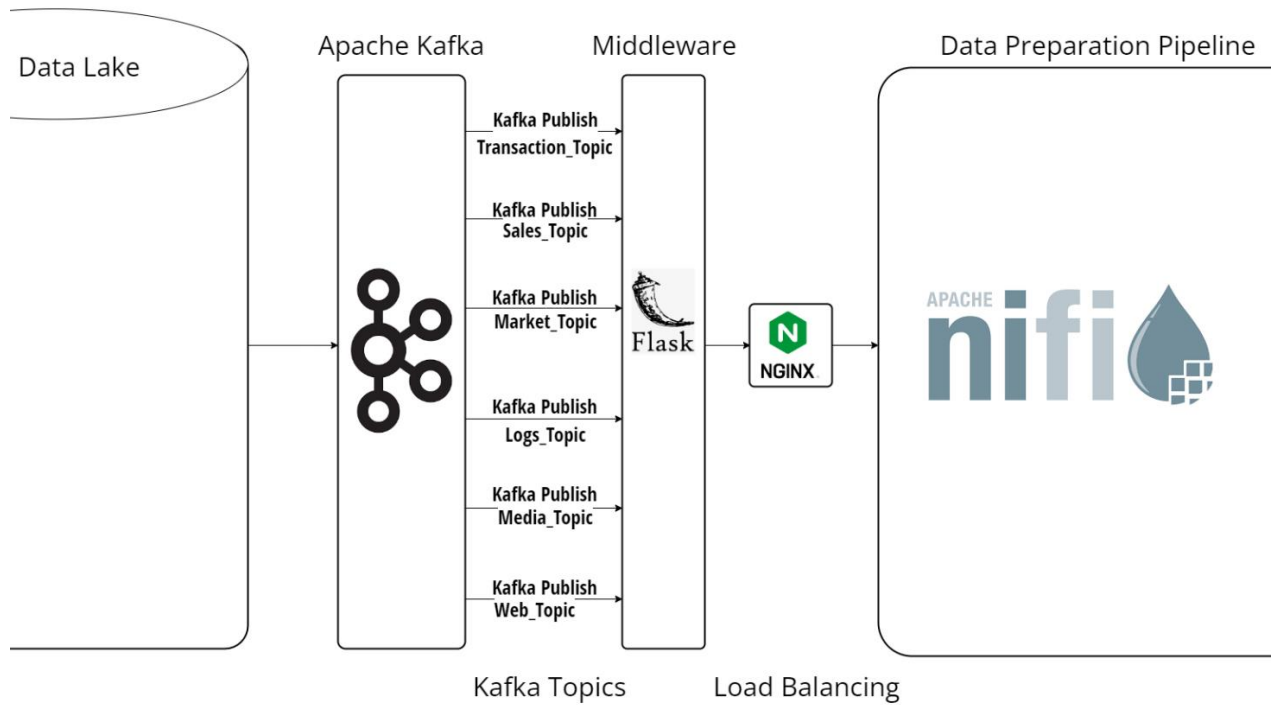 Data Lake
Apache Kafka
Middleware
Data Preparation Pipeline
Kafka Publish
Transaction_Topic
Kafka Publish
Sales_Topic
Kafka Publish
Market_Topic
Kafka Publish
Logs_Topic
Kafka Publish
Media_Topic
Kafka Publish
Web_Topic
Flask
NGINX
APACHE
nifi
Kafka Topics
Load Balancing